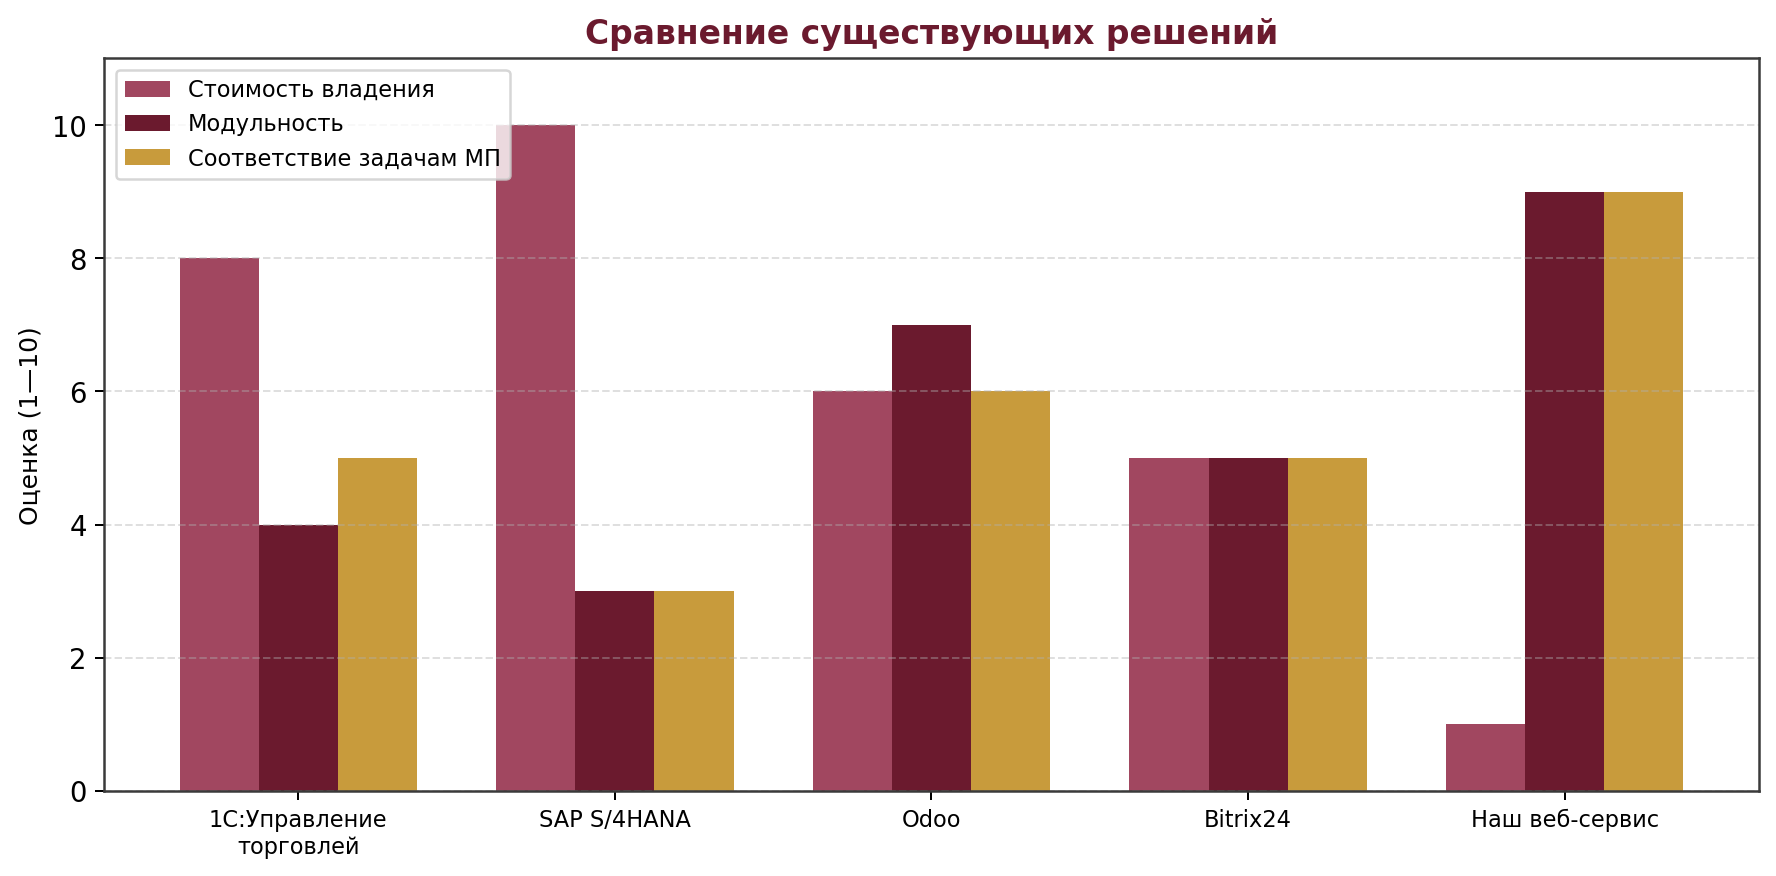 Сравнение существующих решений
Стоимость владения
Модульность
Соответствие задачам МП
Оценка (1—10)
10
8
6
4
2
0
1С:Управление
торговлей
SAP S/4HANA
Odoo
Bitrix24
Наш веб-сервис